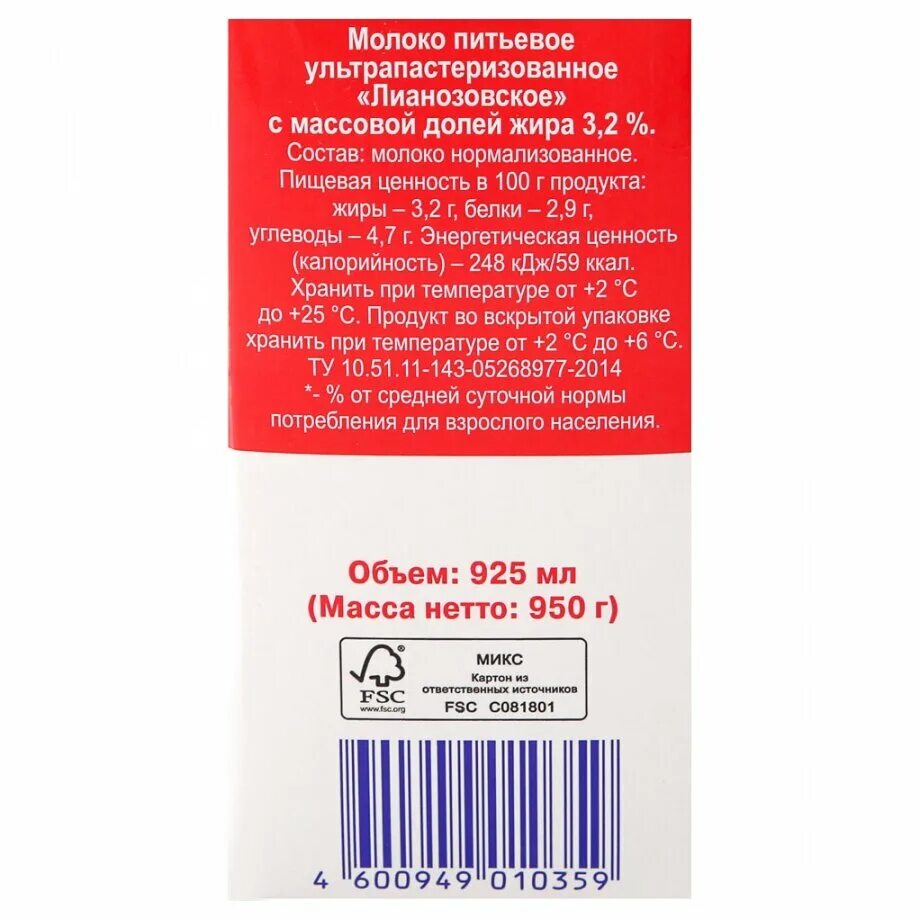 Молоко питьевое
ультрапастеризованное
«Лианозовское»
с массовой долей жира 3,2 %.
Состав: молоко нормализованное.
Пищевая ценность в 100 г продукта:
жиры – 3,2 г, белки – 2,9 г,
углеводы – 4,7 г. Энергетическая ценность
(калорийность) – 248 кДж/59 ккал.
Хранить при температуре от +2 °С
до +25 °С. Продукт во вскрытой упаковке
хранить при температуре от +2 °С до +6 °С.
ТУ 10.51.11-143-05268977-2014
*- % от средней суточной нормы
потребления для взрослого населения.
Объем: 925 мл
(Масса нетто: 950 г)
FSC®
www.fsc.org
МИКС
Картон из
ответственных источников
FSC C081801
4 600949 010359